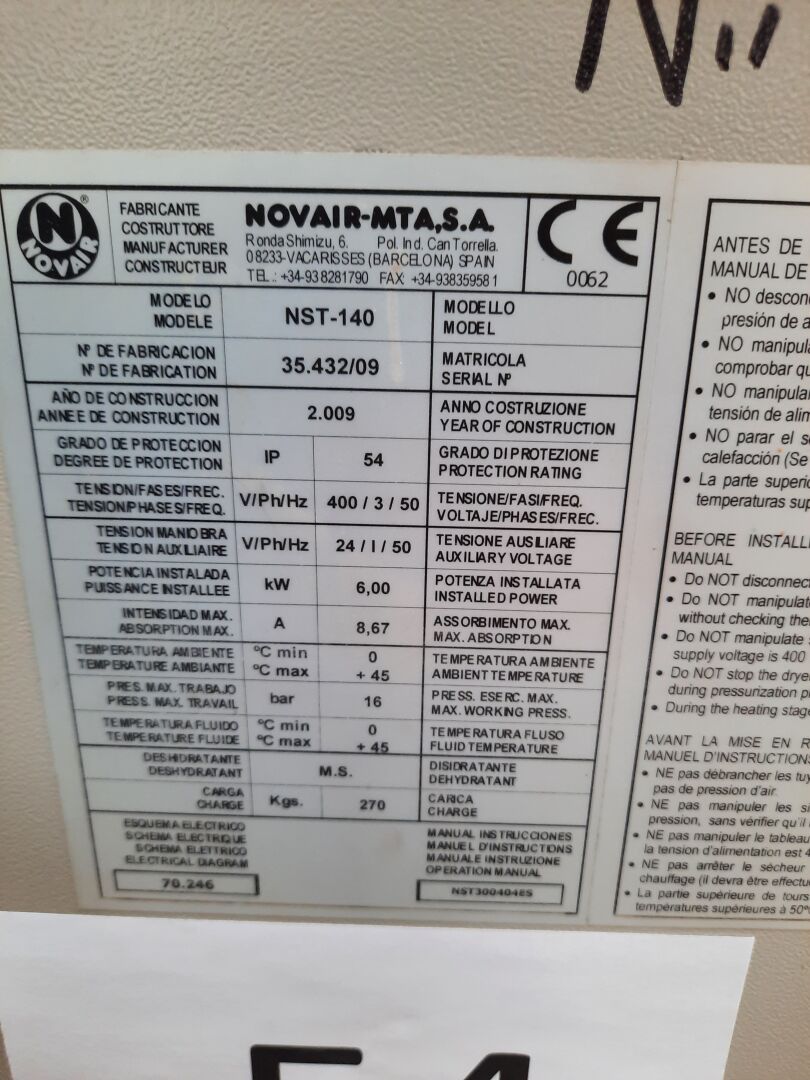 N
NOVAIR
®
FABRICANTE
COSTRUTTORE
MANUFACTURER
CONSTRUCTEUR
NOVAIR-MTA,S.A.
Ronda Shimizu, 6. Pol. Ind. Can Torrella.
08233-VACARISSES (BARCELONA) SPAIN
TEL.: +34-93 8281790 FAX: +34-938359581
CE
0062
MODELO
MODELE
NST-140
MODELLO
MODEL
Nº DE FABRICACION
Nº DE FABRICATION
35.432/09
MATRICOLA
SERIAL Nº
AÑO DE CONSTRUCCION
ANNEE DE CONSTRUCTION
2.009
ANNO COSTRUZIONE
YEAR OF CONSTRUCTION
GRADO DE PROTECCION
DEGREE DE PROTECTION
IP
54
GRADO DI PROTEZIONE
PROTECTION RATING
TENSION/FASES/FREC.
TENSION/PHASES/FREQ.
V/Ph/Hz
400 / 3 / 50
TENSIONE/FASI/FREQ.
VOLTAJE/PHASES/FREC.
TENSION MANIOBRA
TENSION AUXILIAIRE
V/Ph/Hz
24 / I / 50
TENSIONE AUSILIARE
AUXILIARY VOLTAGE
POTENCIA INSTALADA
PUISSANCE INSTALLEE
kW
6,00
POTENZA INSTALLATA
INSTALLED POWER
INTENSIDAD MAX.
ABSORPTION MAX.
A
8,67
ASSORBIMENTO MAX.
MAX. ABSORPTION
TEMPERATURA AMBIENTE
TEMPERATURE AMBIANTE
ºC min
ºC max
0
+ 45
TEMPERATURA AMBIENTE
AMBIENT TEMPERATURE
PRES. MAX. TRABAJO
PRESS. MAX. TRAVAIL
bar
16
PRESS. ESERC. MAX.
MAX. WORKING PRESS.
TEMPERATURA FLUIDO
TEMPERATURE FLUIDE
ºC min
ºC max
0
+ 45
TEMPERATURA FLUSO
FLUID TEMPERATURE
DESHIDRATANTE
DESHYDRATANT
M.S.
DISIDRATANTE
DEHYDRATANT
CARGA
CHARGE
Kgs.
270
CARICA
CHARGE
ESQUEMA ELECTRICO
SCHEMA ELECTRIQUE
SCHEMA ELETTRICO
ELECTRICAL DIAGRAM
70.246
MANUAL INSTRUCCIONES
MANUEL D'INSTRUCTIONS
MANUALE INSTRUZIONE
OPERATION MANUAL
NST300404ES
ANTES DE
MANUAL DE
• NO descon
presión de a
• NO manipul
comprobar qu
• NO manipular
tensión de alim
• NO parar el s
calefacción (Se
• La parte superio
temperaturas sup
BEFORE INSTALLI
MANUAL
• Do NOT disconnect
• Do NOT manipulate
without checking the
• Do NOT manipulate
supply voltage is 400
• Do NOT stop the drye
during pressurization p
• During the heating stage
AVANT LA MISE EN R
MANUEL D'INSTRUCTIONS
• NE pas débrancher les tuy
pas de pression d'air.
• NE pas manipuler les si
pression, sans vérifier qu'il
• NE pas manipuler le tableau
la tension d'alimentation est 4
• NE pas arrêter le sécheur
chauffage (il devra être effectu
• La partie supérieure de tours
températures supérieures à 50º